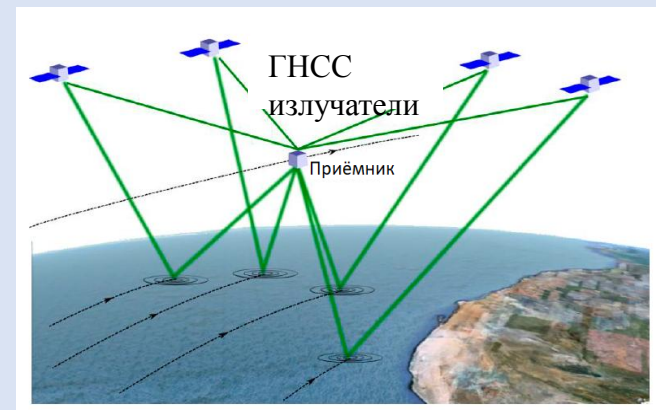 ГНСС
излучатели
Приёмник